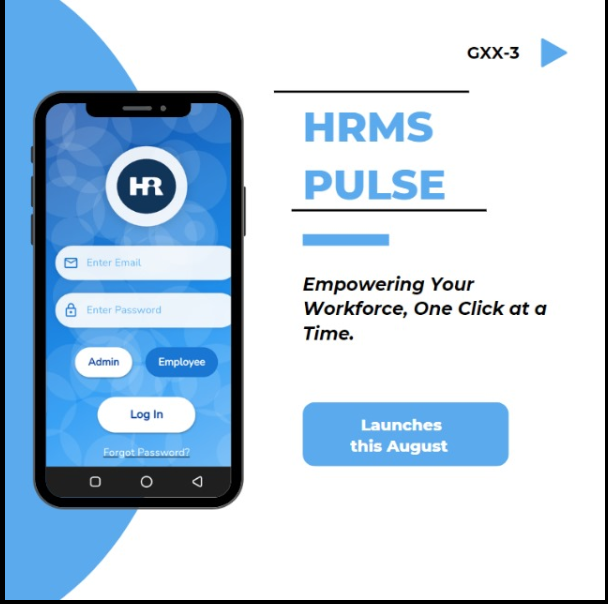 GXX-3
HRMS
PULSE
Empowering Your
Workforce, One Click at a
Time.
Launches
this August
HR
Enter Email
Enter Password
Admin
Employee
Log In
Forgot Password?